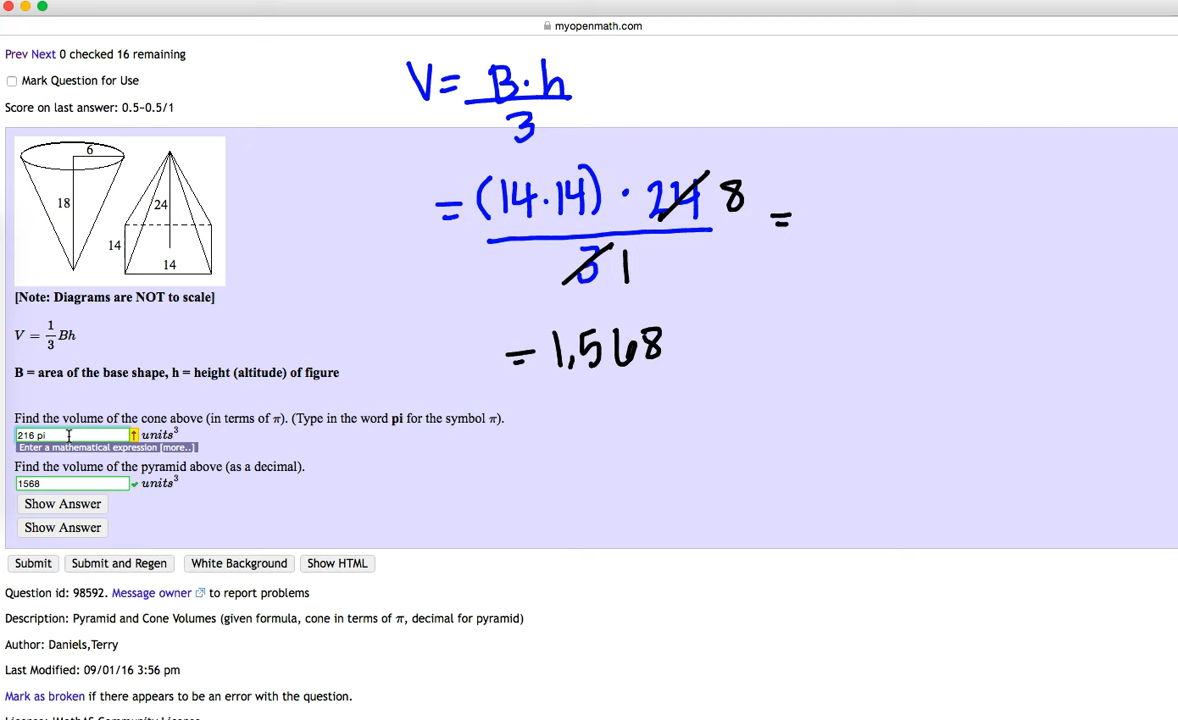 myopenmath.com
Prev Next 0 checked 16 remaining
Mark Question for Use
Score on last answer: 0.5~0.5/1
V = B·h / 3
= (14·14) · 24 8 / 3 1 =
= 1,568
6
18
24
14
14
[Note: Diagrams are NOT to scale]
V = 1/3 Bh
B = area of the base shape, h = height (altitude) of figure
Find the volume of the cone above (in terms of π). (Type in the word pi for the symbol π).
216 pi units³
Enter a mathematical expression [more..]
Find the volume of the pyramid above (as a decimal).
1568 units³
Show Answer
Show Answer
Submit Submit and Regen White Background Show HTML
Question id: 98592. Message owner to report problems
Description: Pyramid and Cone Volumes (given formula, cone in terms of π, decimal for pyramid)
Author: Daniels,Terry
Last Modified: 09/01/16 3:56 pm
Mark as broken if there appears to be an error with the question.